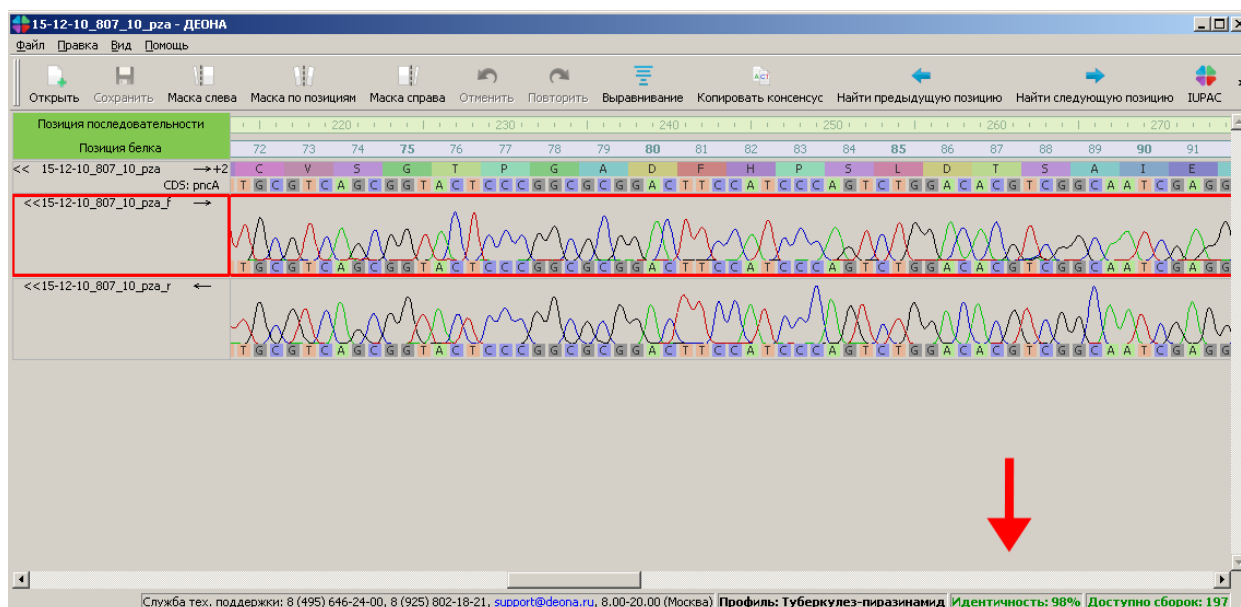 15-12-10_807_10_pza - ДЕОНА
Файл Правка Вид Помощь
Открыть Сохранить Маска слева Маска по позициям Маска справа Отменить Повторить Выравнивание Копировать консенсус Найти предыдущую позицию Найти следующую позицию IUPAC
Позиция последовательности 220 230 240 250 260 270
Позиция белка 72 73 74 75 76 77 78 79 80 81 82 83 84 85 86 87 88 89 90 91
<< 15-12-10_807_10_pza →+2 C V S G T P G A D F H P S L D T S A I E
CDS: pncA T G C G T C A G C G G T A C T C C C G G C G C G G A C T T C C A T C C C A G T C T G G A C A C G T C G G C A A T C G A G G
<<15-12-10_807_10_pza_f →
T G C G T C A G C G G T A C T C C C G G C G C G G A C T T C C A T C C C A G T C T G G A C A C G T C G G C A A T C G A G G
<<15-12-10_807_10_pza_r ←
T G C G T C A G C G G T A C T C C C G G C G C G G A C T T C C A T C C C A G T C T G G A C A C G T C G G C A A T C G A G G
Служба тех. поддержки: 8 (495) 646-24-00, 8 (925) 802-18-21, support@deona.ru, 8.00-20.00 (Москва) Профиль: Туберкулез-пиразинамид Идентичность: 98% Доступно сборок: 197